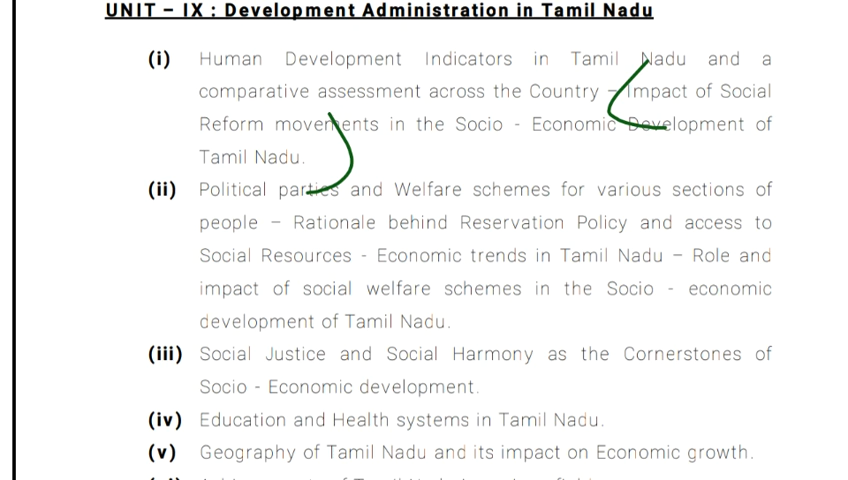 UNIT – IX : Development Administration in Tamil Nadu
(i) Human Development Indicators in Tamil Nadu and a
comparative assessment across the Country – Impact of Social
Reform movements in the Socio - Economic Development of
Tamil Nadu.
(ii) Political parties and Welfare schemes for various sections of
people – Rationale behind Reservation Policy and access to
Social Resources - Economic trends in Tamil Nadu – Role and
impact of social welfare schemes in the Socio - economic
development of Tamil Nadu.
(iii) Social Justice and Social Harmony as the Cornerstones of
Socio - Economic development.
(iv) Education and Health systems in Tamil Nadu.
(v) Geography of Tamil Nadu and its impact on Economic growth.